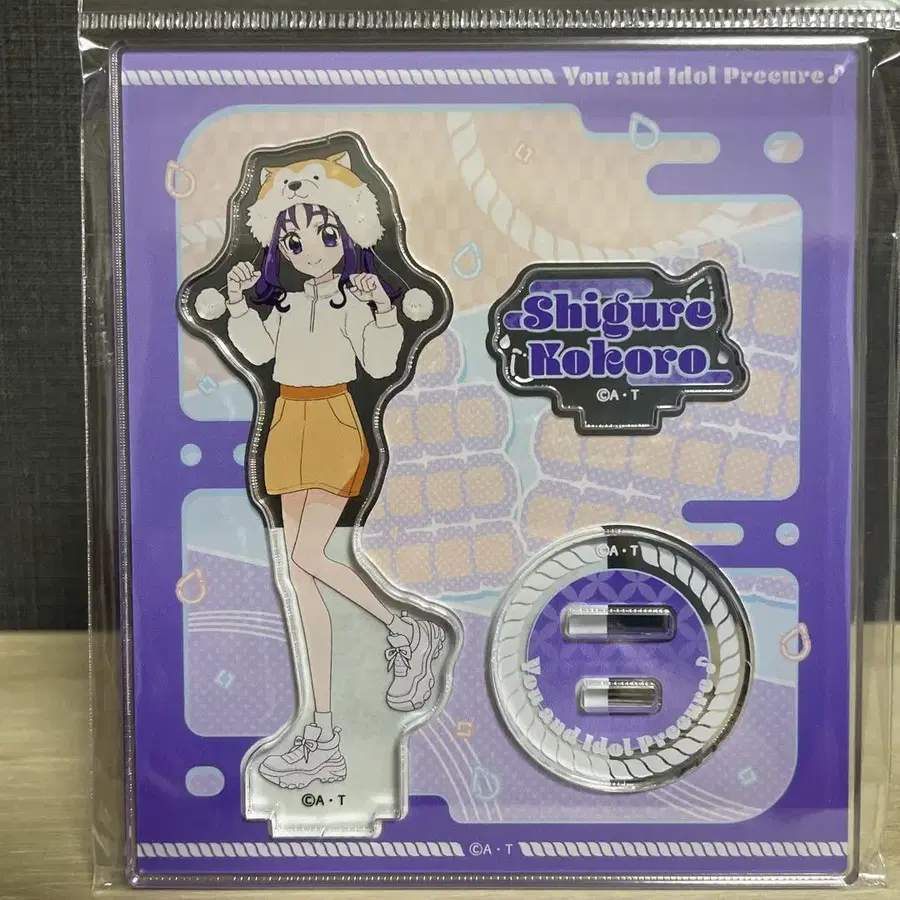 You and Idol Precure♪
Shigure
Kokoro
©A・T
©A・T
You and Idol Precure♪
©A・T
©A・T